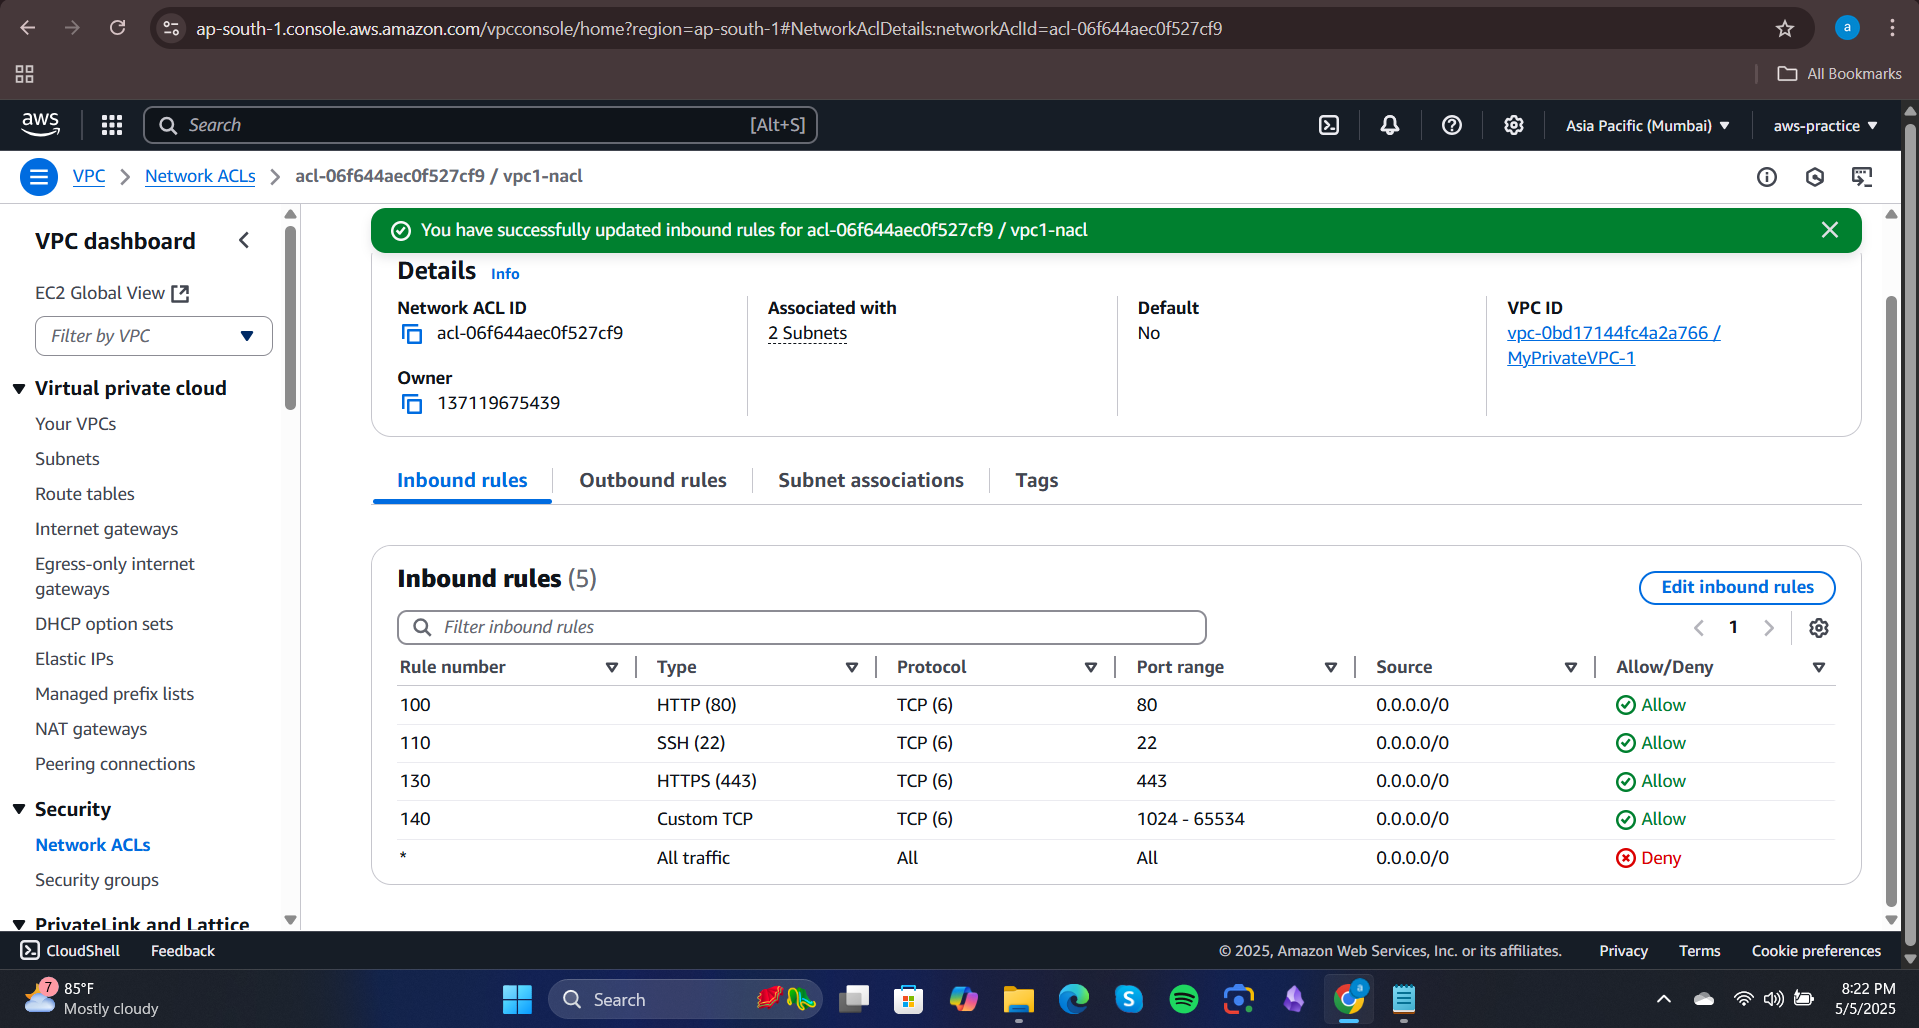 ap-south-1.console.aws.amazon.com/vpcconsole/home?region=ap-south-1#NetworkAclDetails:networkAclId=acl-06f644aec0f527cf9
a
All Bookmarks
aws
Search
[Alt+S]
Asia Pacific (Mumbai)
aws-practice
VPC
Network ACLs
acl-06f644aec0f527cf9 / vpc1-nacl
VPC dashboard
EC2 Global View
Filter by VPC
Virtual private cloud
Your VPCs
Subnets
Route tables
Internet gateways
Egress-only internet
gateways
DHCP option sets
Elastic IPs
Managed prefix lists
NAT gateways
Peering connections
Security
Network ACLs
Security groups
PrivateLink and Lattice
You have successfully updated inbound rules for acl-06f644aec0f527cf9 / vpc1-nacl
Details Info
Network ACL ID
acl-06f644aec0f527cf9
Owner
137119675439
Associated with
2 Subnets
Default
No
VPC ID
vpc-0bd17144fc4a2a766 /
MyPrivateVPC-1
Inbound rules Outbound rules Subnet associations Tags
Inbound rules (5)
Edit inbound rules
Filter inbound rules
1
Rule number Type Protocol Port range Source Allow/Deny
100 HTTP (80) TCP (6) 80 0.0.0.0/0 Allow
110 SSH (22) TCP (6) 22 0.0.0.0/0 Allow
130 HTTPS (443) TCP (6) 443 0.0.0.0/0 Allow
140 Custom TCP TCP (6) 1024 - 65534 0.0.0.0/0 Allow
* All traffic All All 0.0.0.0/0 Deny
CloudShell Feedback © 2025, Amazon Web Services, Inc. or its affiliates. Privacy Terms Cookie preferences
7
85°F
Mostly cloudy
Search
a
8:22 PM
5/5/2025